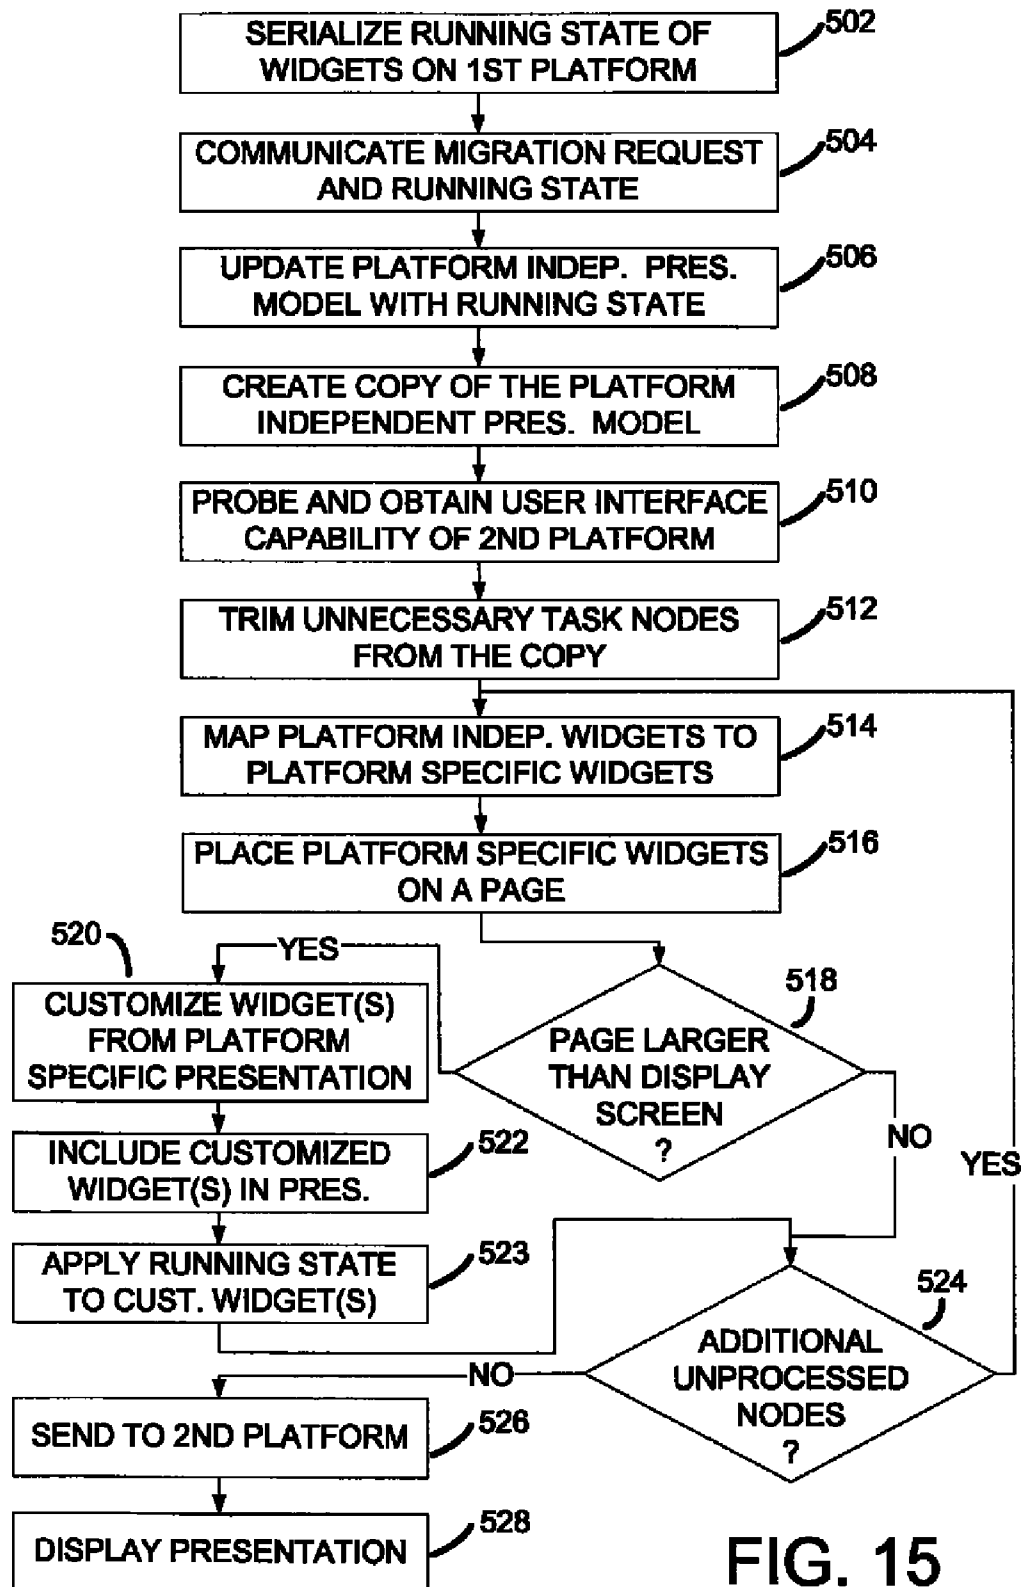 SERIALIZE RUNNING STATE OF
WIDGETS ON 1ST PLATFORM
502
COMMUNICATE MIGRATION REQUEST
AND RUNNING STATE
504
UPDATE PLATFORM INDEP. PRES.
MODEL WITH RUNNING STATE
506
CREATE COPY OF THE PLATFORM
INDEPENDENT PRES. MODEL
508
PROBE AND OBTAIN USER INTERFACE
CAPABILITY OF 2ND PLATFORM
510
TRIM UNNECESSARY TASK NODES
FROM THE COPY
512
MAP PLATFORM INDEP. WIDGETS TO
PLATFORM SPECIFIC WIDGETS
514
PLACE PLATFORM SPECIFIC WIDGETS
ON A PAGE
516
PAGE LARGER
THAN DISPLAY
SCREEN
?
518
YES
NO
520
CUSTOMIZE WIDGET(S)
FROM PLATFORM
SPECIFIC PRESENTATION
INCLUDE CUSTOMIZED
WIDGET(S) IN PRES.
522
APPLY RUNNING STATE
TO CUST. WIDGET(S)
523
ADDITIONAL
UNPROCESSED
NODES
?
524
YES
NO
SEND TO 2ND PLATFORM
526
DISPLAY PRESENTATION
528
FIG. 15